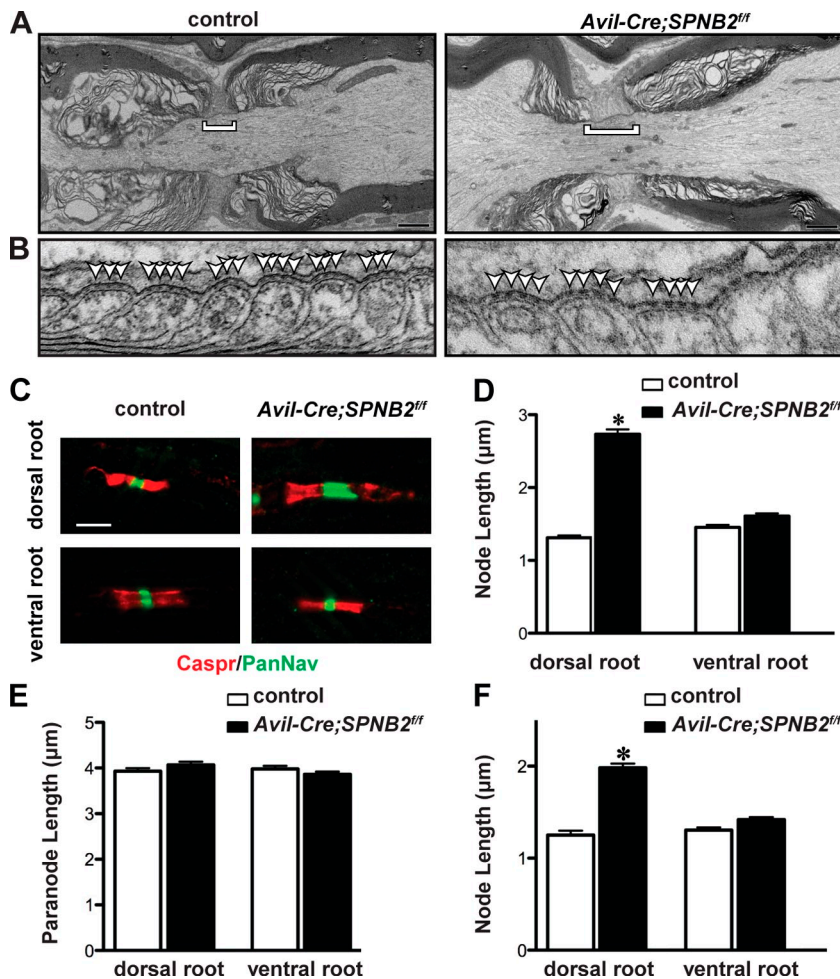 A
control
Avil-Cre;SPNB2f/f
B
C
control
Avil-Cre;SPNB2f/f
dorsal root
ventral root
Caspr/PanNav
D
control
Avil-Cre;SPNB2f/f
Node Length (µm)
3
2
1
0
dorsal root ventral root
E
control
Avil-Cre;SPNB2f/f
Paranode Length (µm)
5
4
3
2
1
0
dorsal root ventral root
F
control
Avil-Cre;SPNB2f/f
Node Length (µm)
2
1
0
dorsal root ventral root
*
*